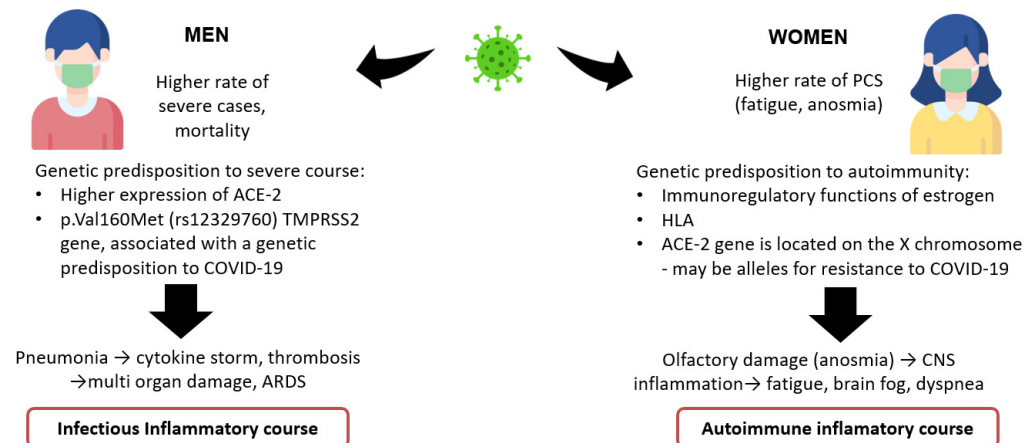 MEN
Higher rate of
severe cases,
mortality
Genetic predisposition to severe course:
• Higher expression of ACE-2
• p.Val160Met (rs12329760) TMPRSS2
gene, associated with a genetic
predisposition to COVID-19
Pneumonia → cytokine storm, thrombosis
→multi organ damage, ARDS
Infectious Inflammatory course
WOMEN
Higher rate of PCS
(fatigue, anosmia)
Genetic predisposition to autoimmunity:
• Immunoregulatory functions of estrogen
• HLA
• ACE-2 gene is located on the X chromosome
- may be alleles for resistance to COVID-19
Olfactory damage (anosmia) → CNS
inflammation→ fatigue, brain fog, dyspnea
Autoimmune inflamatory course